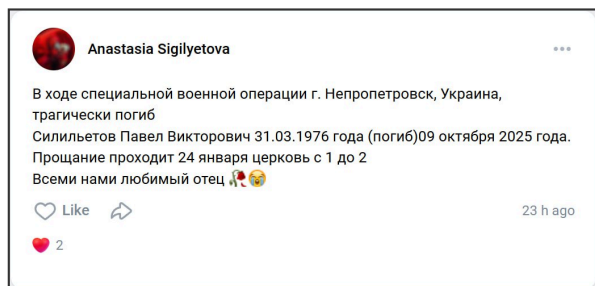 Anastasia Sigilyetova
В ходе специальной военной операции г. Непропетровск, Украина,
трагически погиб
Силильетов Павел Викторович 31.03.1976 года (погиб)09 октября 2025 года.
Прощание проходит 24 января церковь с 1 до 2
Всеми нами любимый отец 🥀😭
Like
23 h ago
2